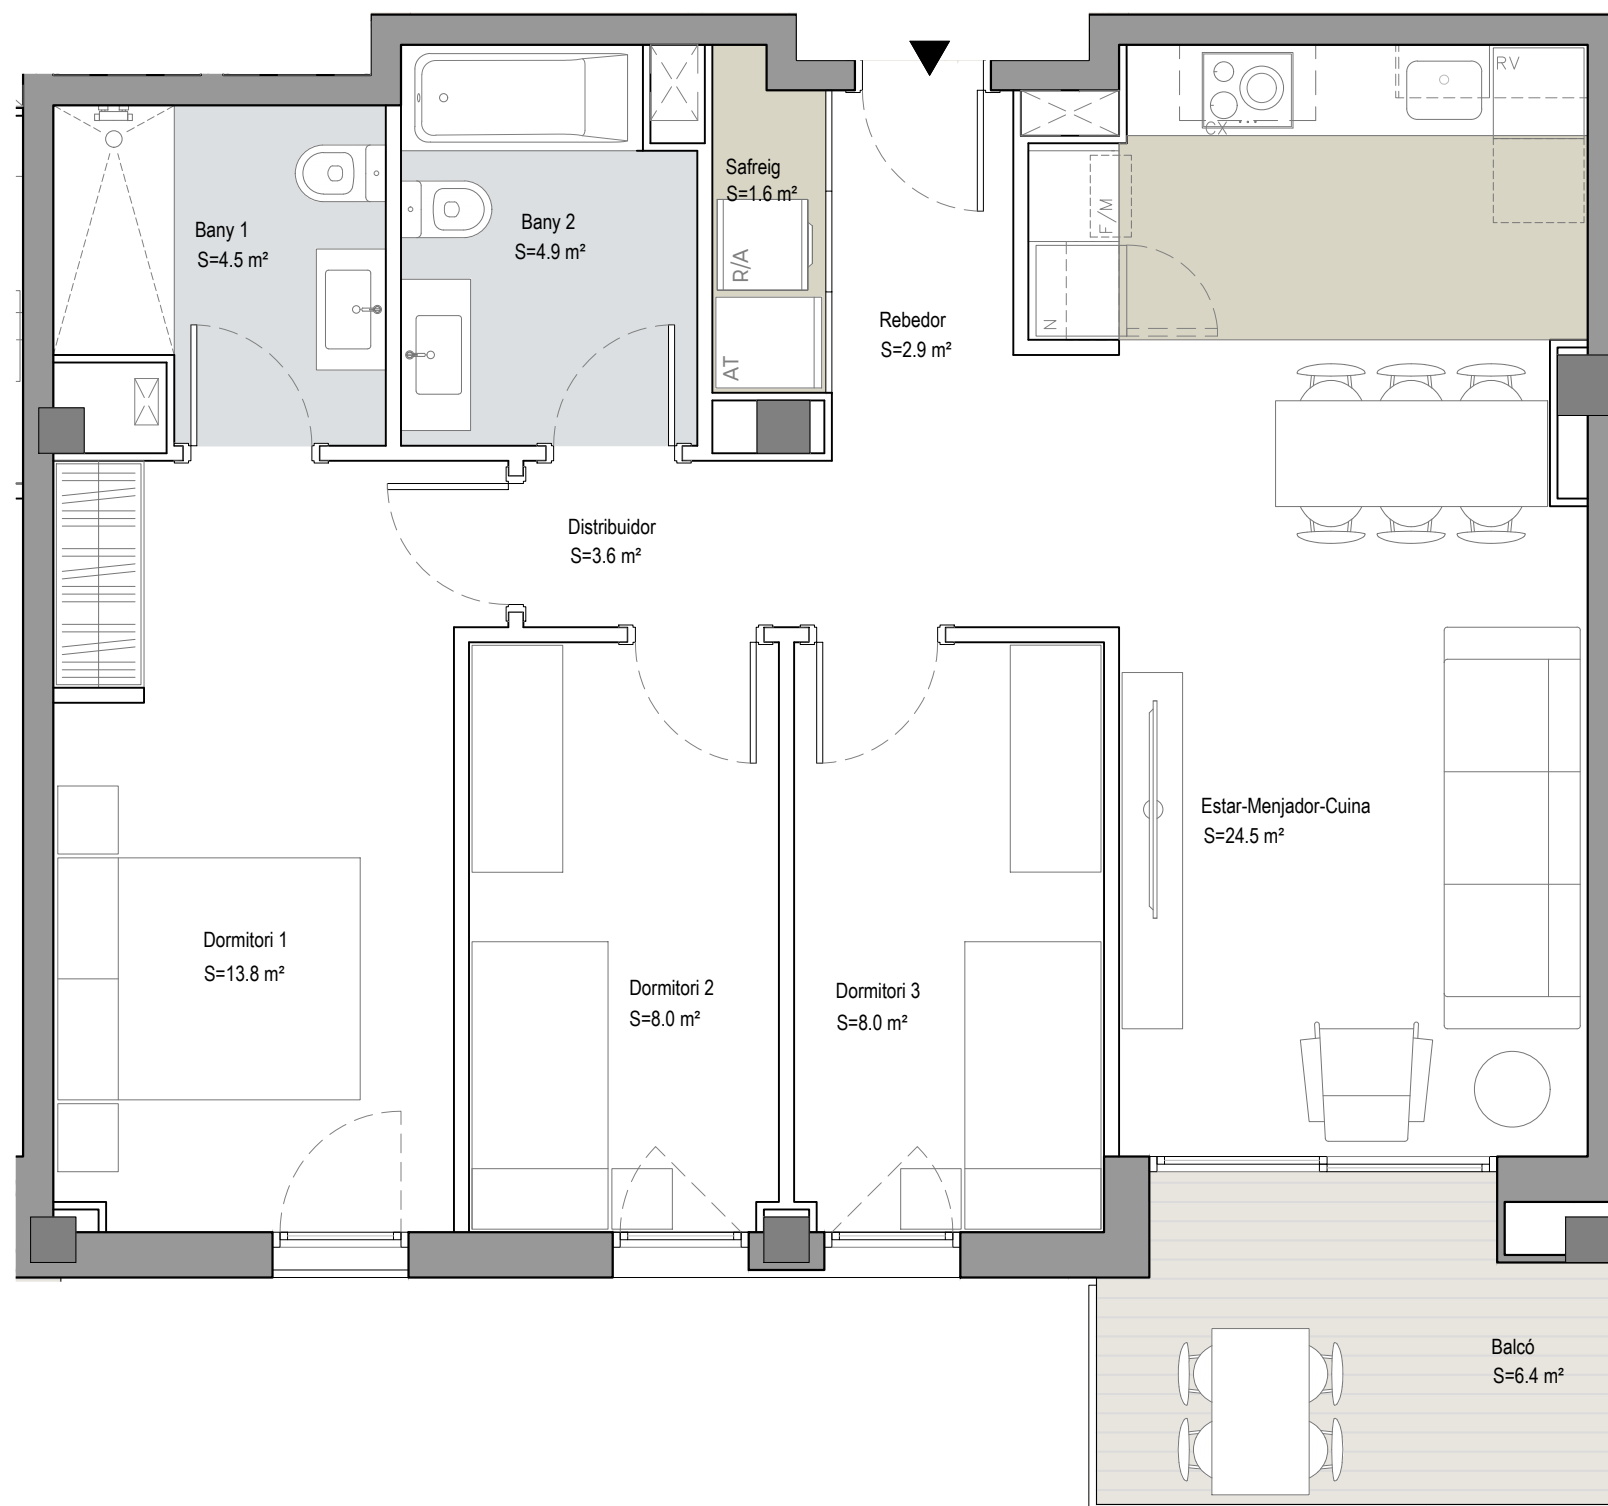 RV
CX
Safreig
S=1.6 m²
F/M
Bany 1
S=4.5 m²
Bany 2
S=4.9 m²
R/A
N
Rebedor
S=2.9 m²
AT
Distribuidor
S=3.6 m²
Estar-Menjador-Cuina
S=24.5 m²
Dormitori 1
S=13.8 m²
Dormitori 2
S=8.0 m²
Dormitori 3
S=8.0 m²
Balcó
S=6.4 m²